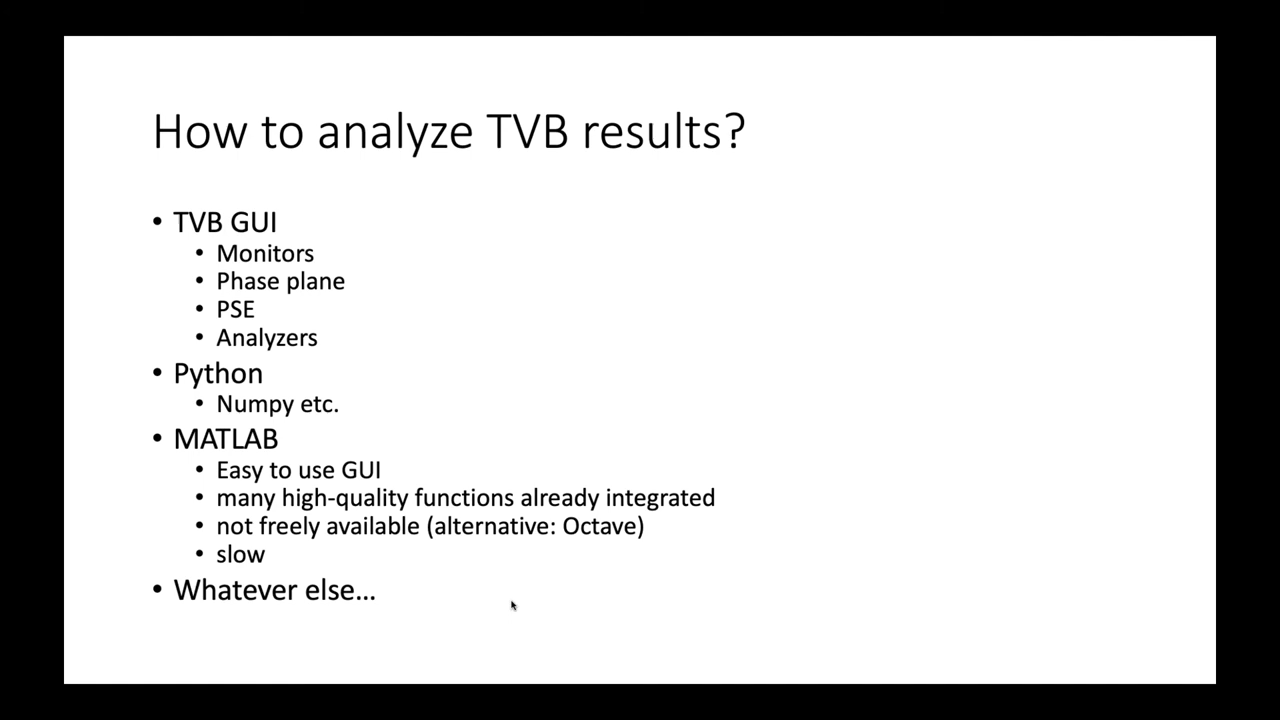 How to analyze TVB results?
• TVB GUI
• Monitors
• Phase plane
• PSE
• Analyzers
• Python
• Numpy etc.
• MATLAB
• Easy to use GUI
• many high-quality functions already integrated
• not freely available (alternative: Octave)
• slow
• Whatever else…